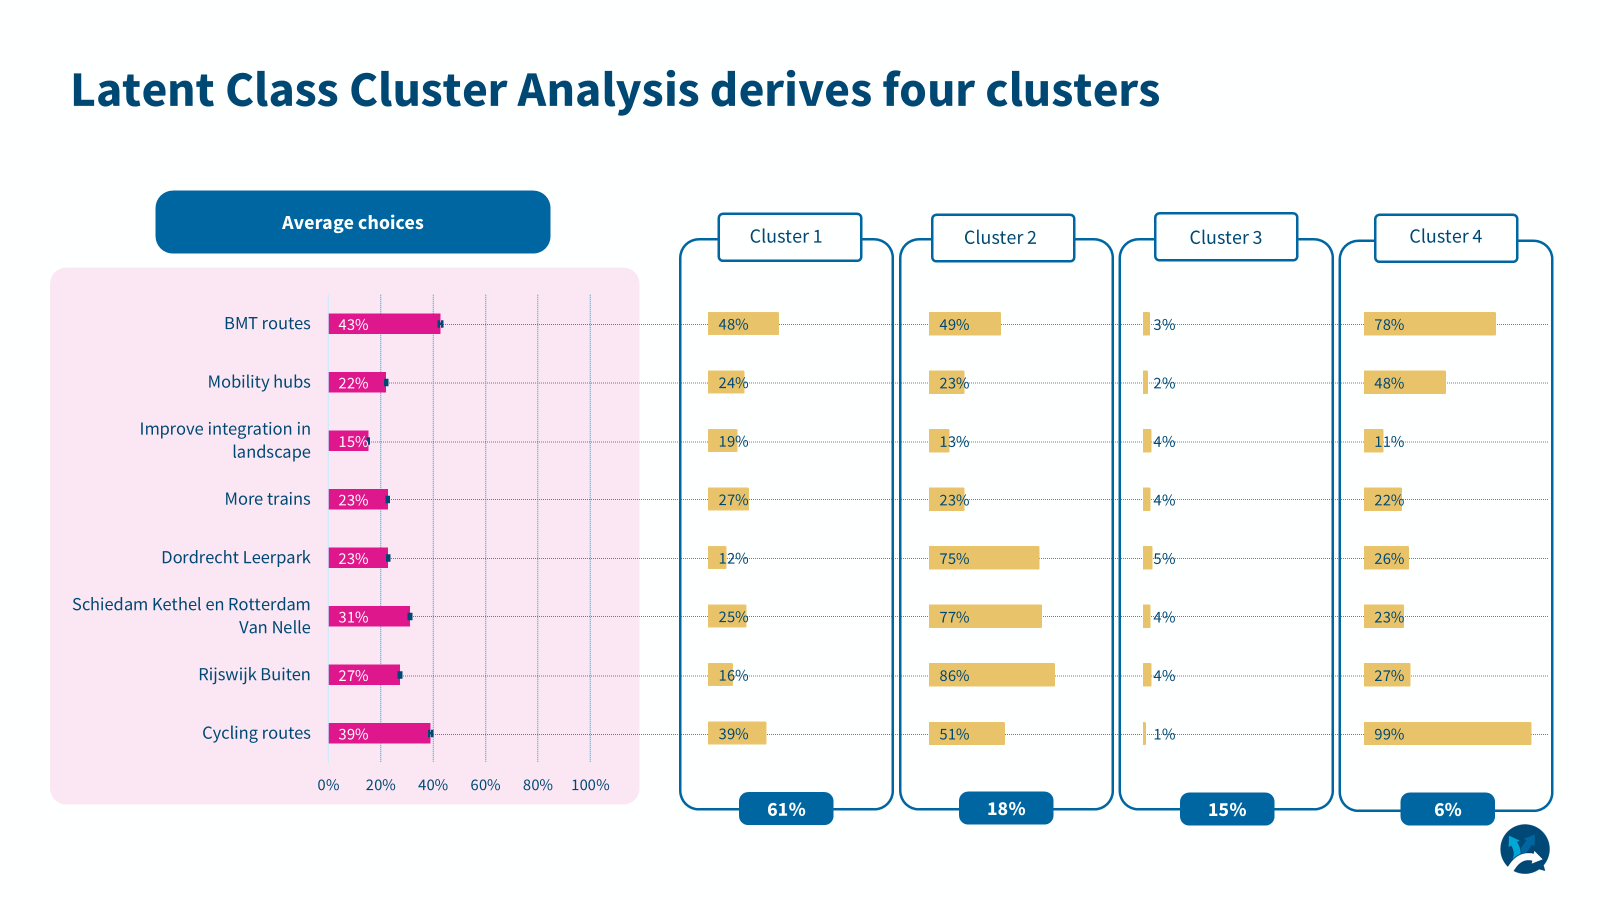 Latent Class Cluster Analysis derives four clusters
Average choices
Cluster 1
Cluster 2
Cluster 3
Cluster 4
BMT routes 43% 48% 49% 3% 78%
Mobility hubs 22% 24% 23% 2% 48%
Improve integration in
landscape 15% 19% 13% 4% 11%
More trains 23% 27% 23% 4% 22%
Dordrecht Leerpark 23% 12% 75% 5% 26%
Schiedam Kethel en Rotterdam
Van Nelle 31% 25% 77% 4% 23%
Rijswijk Buiten 27% 16% 86% 4% 27%
Cycling routes 39% 39% 51% 1% 99%
0% 20% 40% 60% 80% 100%
61% 18% 15% 6%